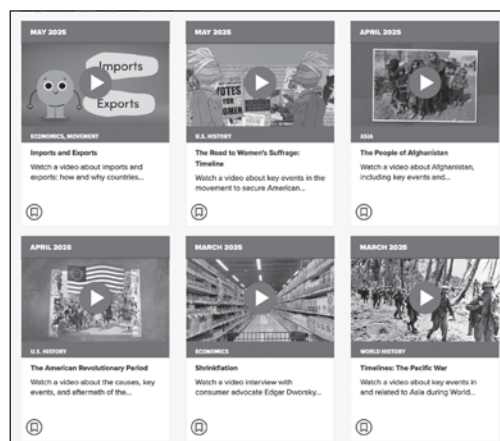 MAY 2025
Imports
Exports
ECONOMICS, MOVEMENT
Imports and Exports
Watch a video about imports and
exports: how and why countries...
MAY 2025
VOTES
FOR
WOMEN
U.S. HISTORY
The Road to Women's Suffrage:
Timeline
Watch a video about key events in the
movement to secure American...
APRIL 2025
ASIA
The People of Afghanistan
Watch a video about Afghanistan,
including key events and...
APRIL 2025
U.S. HISTORY
The American Revolutionary Period
Watch a video about the causes, key
events, and aftermath of the...
MARCH 2025
ECONOMICS
Shrinkflation
Watch a video interview with
consumer advocate Edgar Dworsky...
MARCH 2025
WORLD HISTORY
Timelines: The Pacific War
Watch a video about key events in
and related to Asia during World...